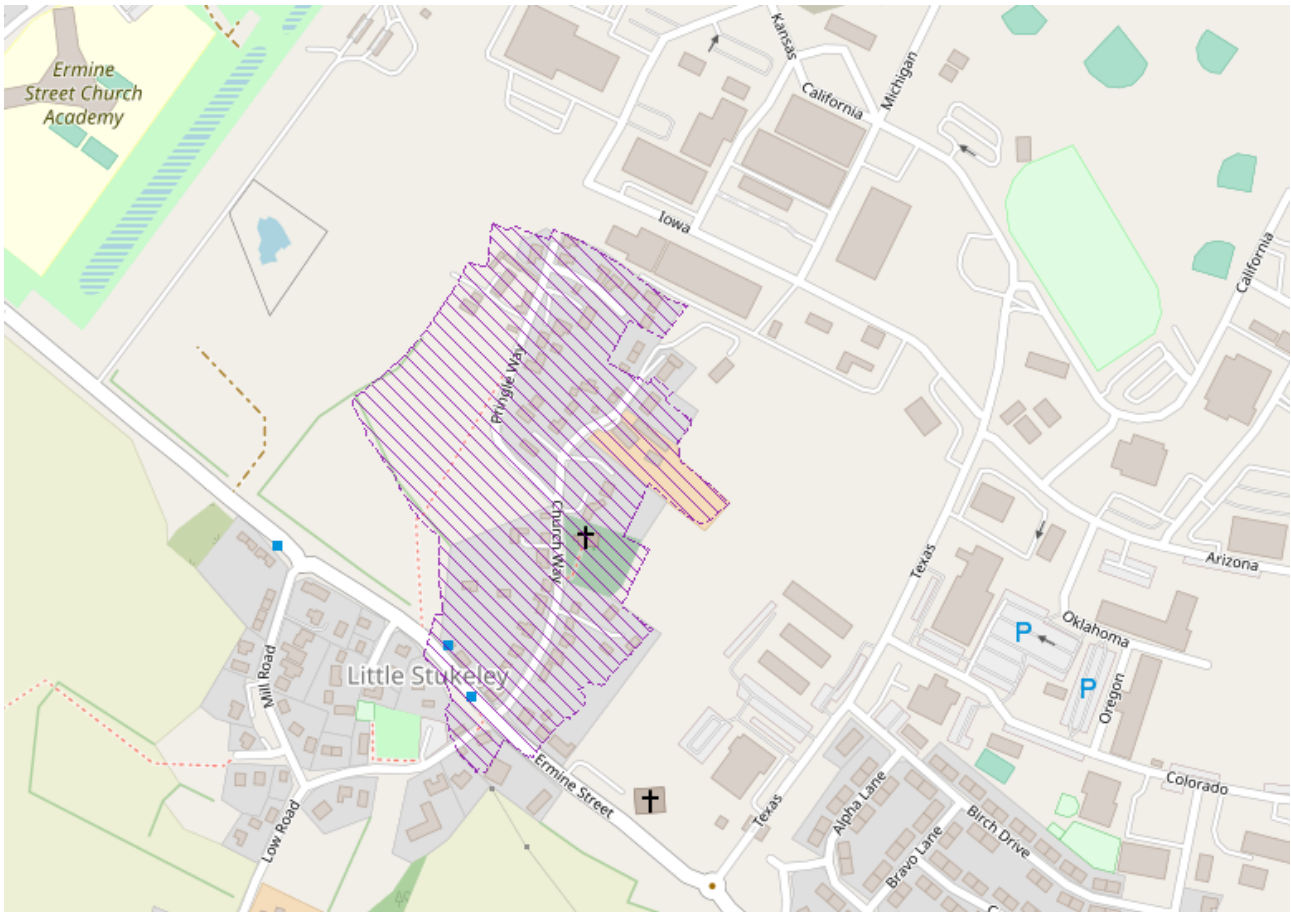 Ermine
Street Church
Academy
Kansas
California
Michigan
Iowa
California
Pringle Way
Church Way
Texas
Arizona
Oklahoma
P
P
Oregon
Little Stukeley
Mill Road
Ermine Street
Low Road
Texas
Colorado
Alpha Lane
Birch Drive
Bravo Lane